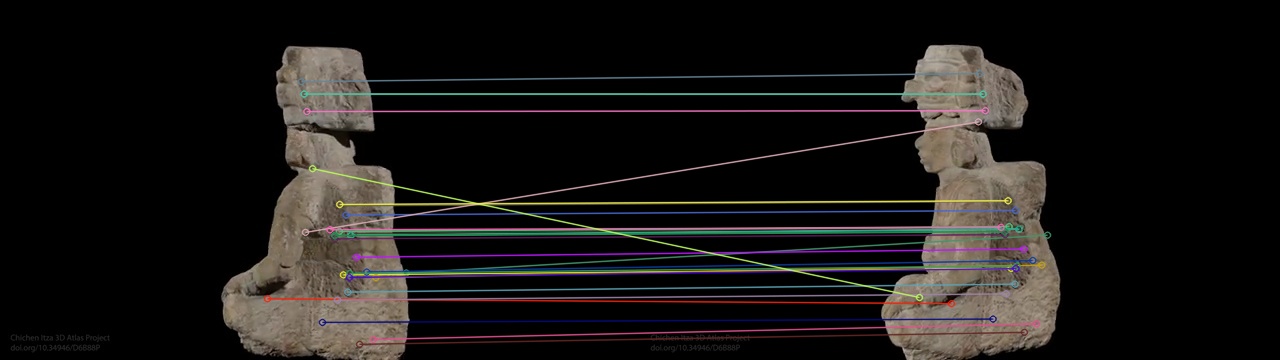 Chichen Itza 3D Atlas Project
doi.org/10.34946/D6B88P
Chichen Itza 3D Atlas Project
doi.org/10.34946/D6B88P